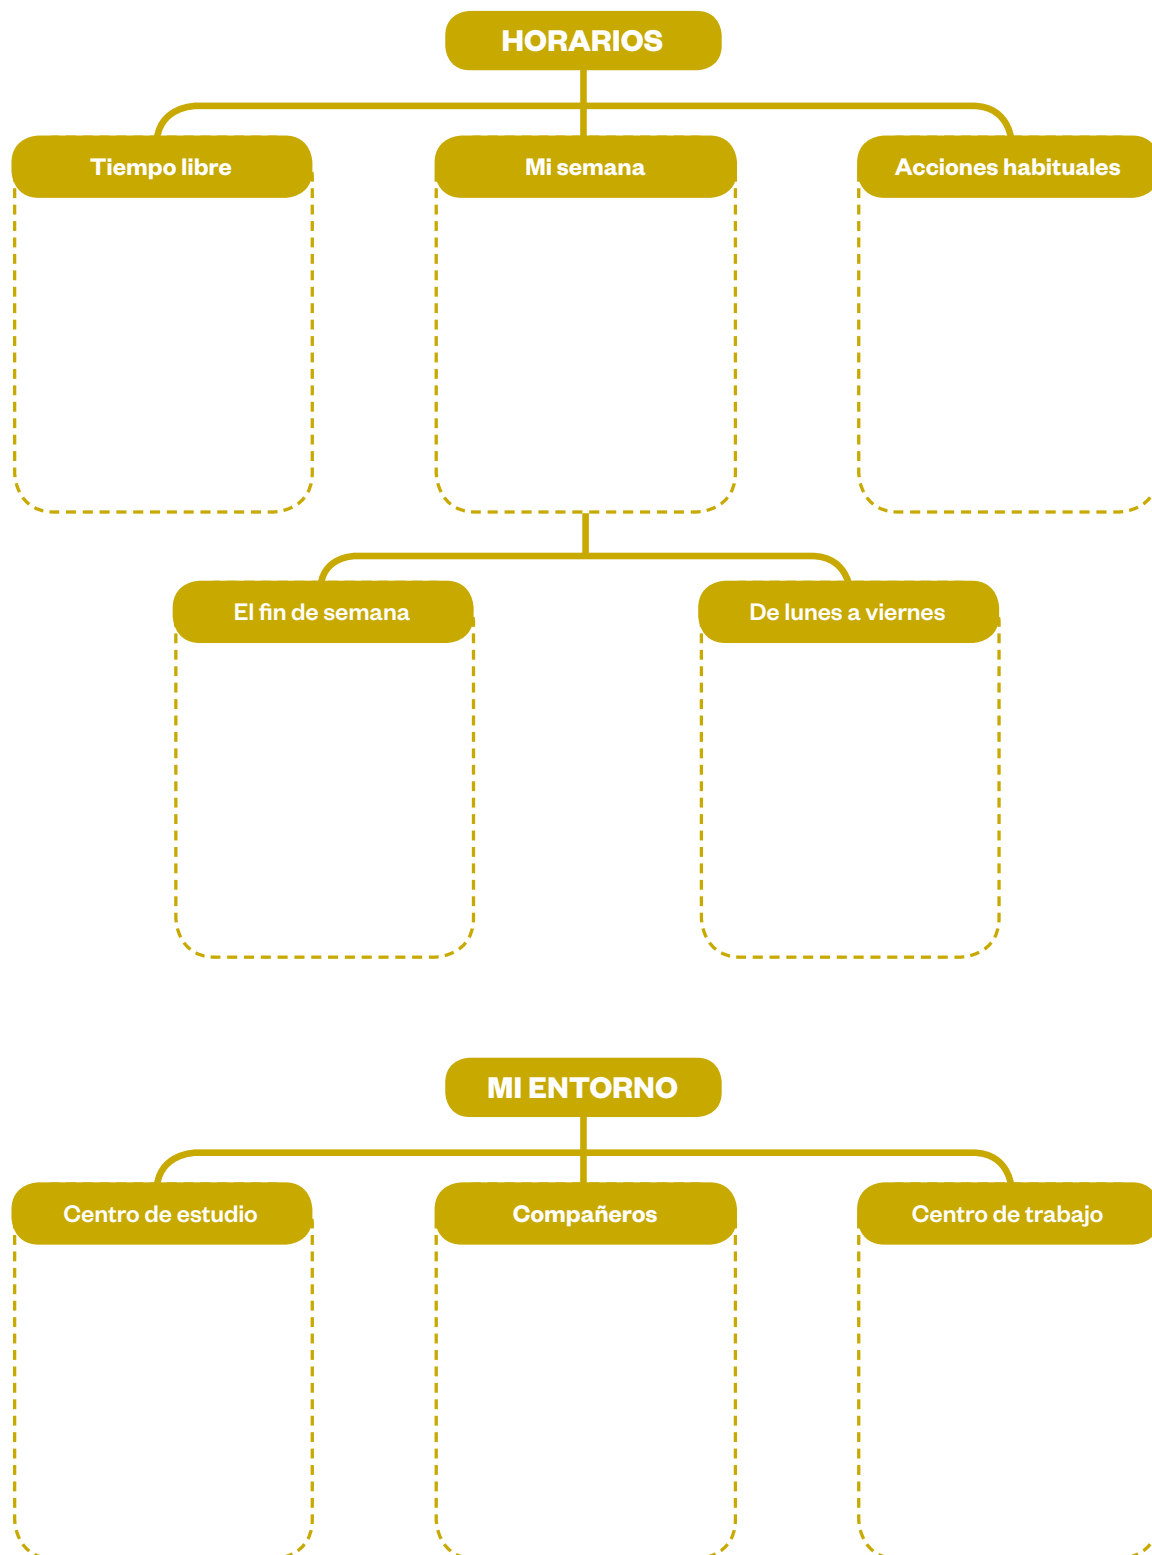 HORARIOS
Tiempo libre
Mi semana
Acciones habituales
El fin de semana
De lunes a viernes
MI ENTORNO
Centro de estudio
Compañeros
Centro de trabajo